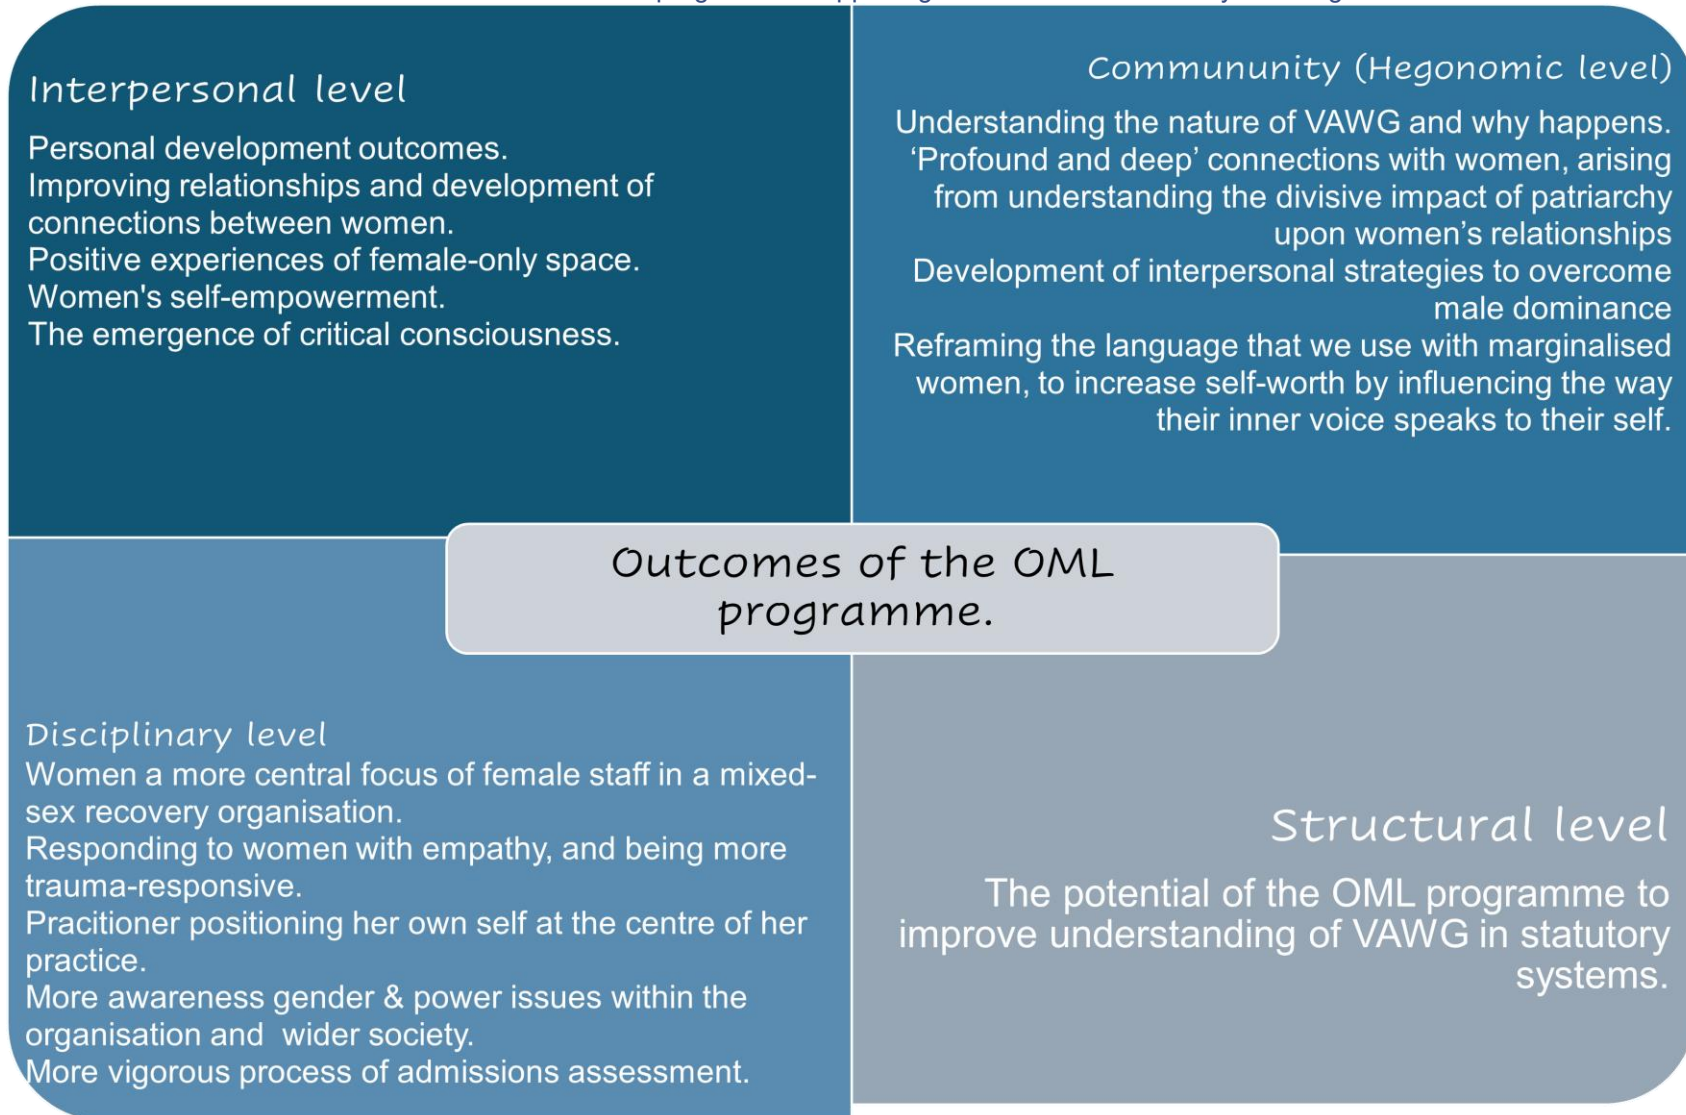 Interpersonal level
Personal development outcomes.
Improving relationships and development of
connections between women.
Positive experiences of female-only space.
Women's self-empowerment.
The emergence of critical consciousness.
Commununity (Hegonomic level)
Understanding the nature of VAWG and why happens.
‘Profound and deep’ connections with women, arising
from understanding the divisive impact of patriarchy
upon women’s relationships
Development of interpersonal strategies to overcome
male dominance
Reframing the language that we use with marginalised
women, to increase self-worth by influencing the way
their inner voice speaks to their self.
Outcomes of the OML
programme.
Disciplinary level
Women a more central focus of female staff in a mixed-
sex recovery organisation.
Responding to women with empathy, and being more
trauma-responsive.
Pracitioner positioning her own self at the centre of her
practice.
More awareness gender & power issues within the
organisation and  wider society.
More vigorous process of admissions assessment.
Structural level
The potential of the OML programme to
improve understanding of VAWG in statutory
systems.